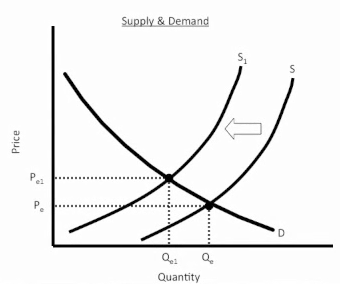 Supply & Demand
S1
S
Price
Pe1
Pe
D
Qe1
Qe
Quantity